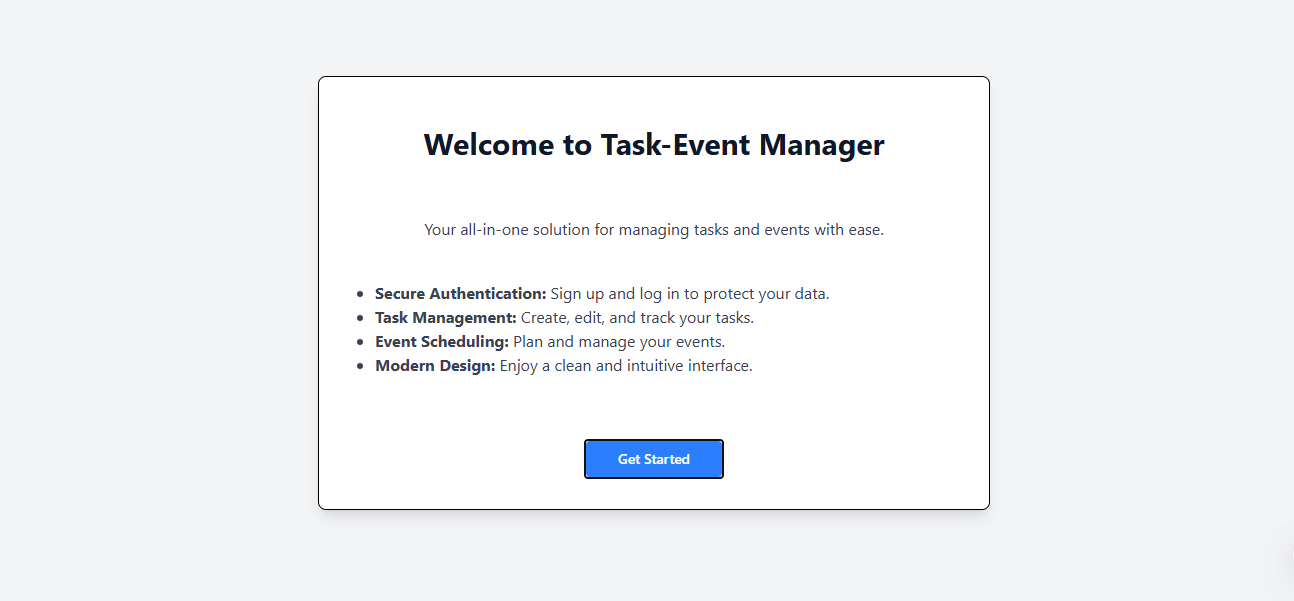 Welcome to Task-Event Manager
Your all-in-one solution for managing tasks and events with ease.
Secure Authentication: Sign up and log in to protect your data.
Task Management: Create, edit, and track your tasks.
Event Scheduling: Plan and manage your events.
Modern Design: Enjoy a clean and intuitive interface.
Get Started